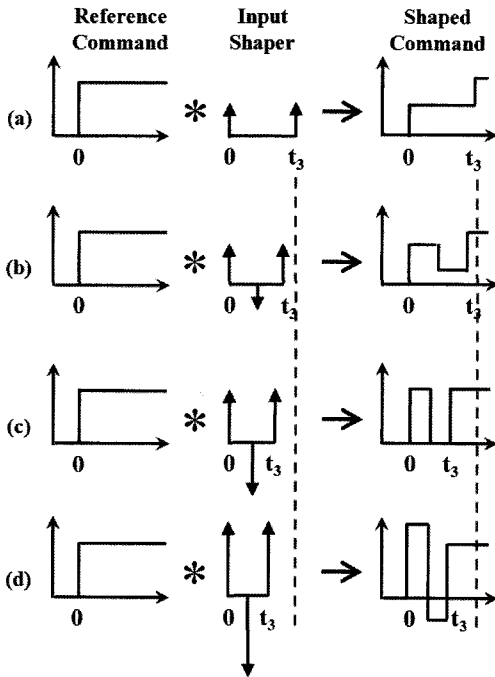 Reference Command
Input Shaper
Shaped Command
(a)
0
*
0
t3
0
t3
(b)
0
*
0
t3
0
t3
(c)
0
*
0
t3
0
t3
(d)
0
*
0
t3
0
t3